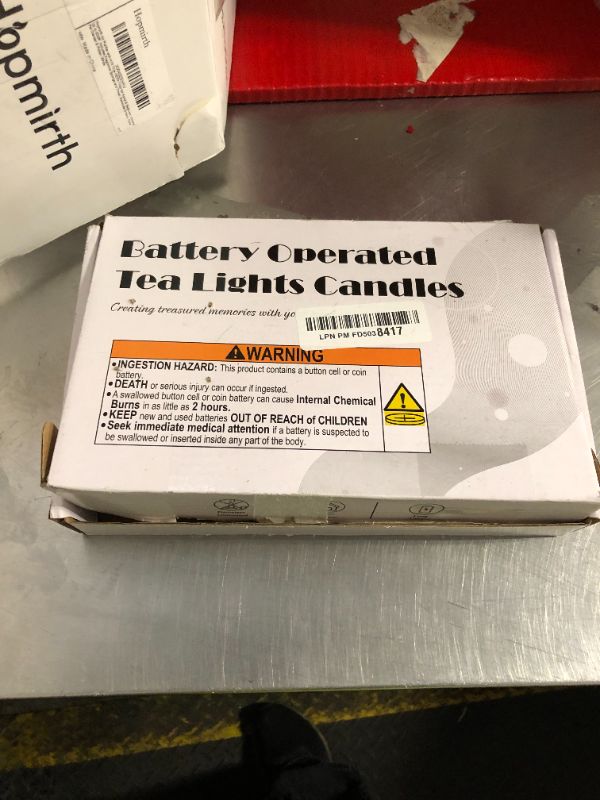 Hopmirth
Hopmirth
Battery Operated
Tea Lights Candles
Creating treasured memories with yo
LPN PM FD5038417
WARNING
•INGESTION HAZARD: This product contains a button cell or coin
battery.
•DEATH or serious injury can occur if ingested.
•A swallowed button cell or coin battery can cause Internal Chemical
Burns in as little as 2 hours.
•KEEP new and used batteries OUT OF REACH of CHILDREN
•Seek immediate medical attention if a battery is suspected to
be swallowed or inserted inside any part of the body.